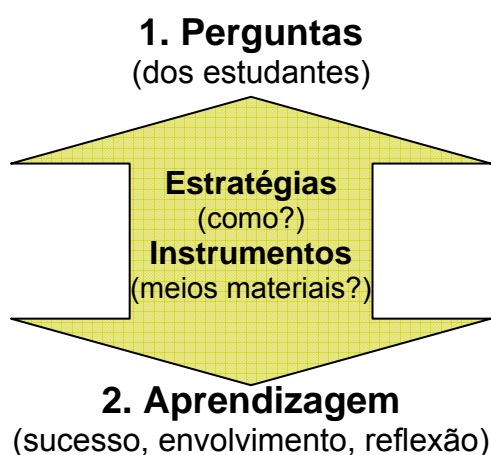 1. Perguntas
(dos estudantes)
Estratégias
(como?)
Instrumentos
(meios materiais?)
2. Aprendizagem
(sucesso, envolvimento, reflexão)